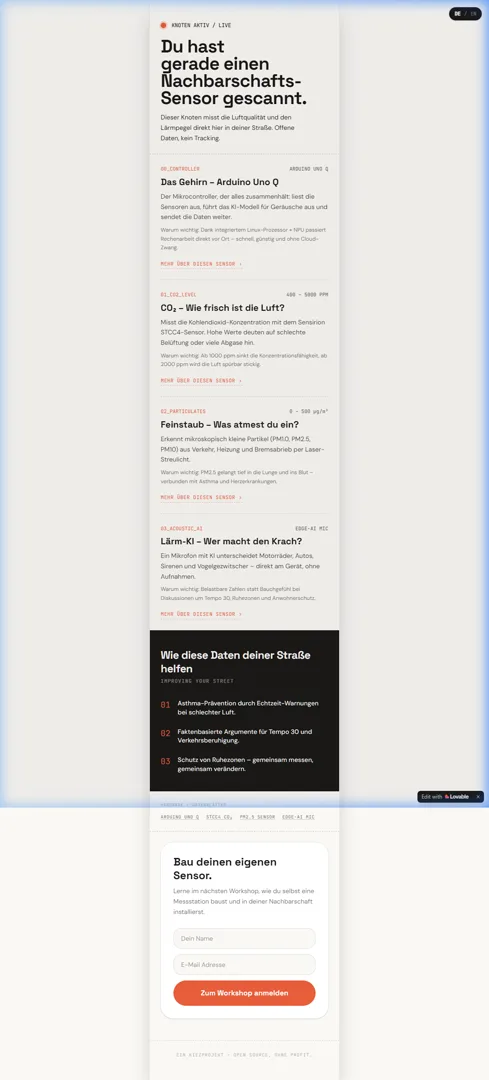 DE / EN
KNOTEN AKTIV / LIVE
Du hast
gerade einen
Nachbarschafts-
Sensor gescannt.
Dieser Knoten misst die Luftqualität und den
Lärmpegel direkt hier in deiner Straße. Offene
Daten, kein Tracking.
00_CONTROLLER
ARDUINO UNO Q
Das Gehirn – Arduino Uno Q
Der Mikrocontroller, der alles zusammenhält: liest die
Sensoren aus, führt das KI-Modell für Geräusche aus und
sendet die Daten weiter.
Warum wichtig: Dank integriertem Linux-Prozessor + NPU passiert
Rechenarbeit direkt vor Ort – schnell, günstig und ohne Cloud-
Zwang.
MEHR ÜBER DIESEN SENSOR ›
01_CO2_LEVEL
400 – 5000 PPM
CO₂ – Wie frisch ist die Luft?
Misst die Kohlendioxid-Konzentration mit dem Sensirion
STCC4-Sensor. Hohe Werte deuten auf schlechte
Belüftung oder viele Abgase hin.
Warum wichtig: Ab 1000 ppm sinkt die Konzentrationsfähigkeit, ab
2000 ppm wird die Luft spürbar stickig.
MEHR ÜBER DIESEN SENSOR ›
02_PARTICULATES
0 – 500 µg/m³
Feinstaub – Was atmest du ein?
Erkennt mikroskopisch kleine Partikel (PM1.0, PM2.5,
PM10) aus Verkehr, Heizung und Bremsabrieb per Laser-
Streulicht.
Warum wichtig: PM2.5 gelangt tief in die Lunge und ins Blut –
verbunden mit Asthma und Herzerkrankungen.
MEHR ÜBER DIESEN SENSOR ›
03_ACOUSTIC_AI
EDGE-AI MIC
Lärm-KI – Wer macht den Krach?
Ein Mikrofon mit KI unterscheidet Motorräder, Autos,
Sirenen und Vogelgezwitscher – direkt am Gerät, ohne
Aufnahmen.
Warum wichtig: Belastbare Zahlen statt Bauchgefühl bei
Diskussionen um Tempo 30, Ruhezonen und Anwohnerschutz.
MEHR ÜBER DIESEN SENSOR ›
Wie diese Daten deiner Straße
helfen
IMPROVING YOUR STREET
01 Asthma-Prävention durch Echtzeit-Warnungen
bei schlechter Luft.
02 Faktenbasierte Argumente für Tempo 30 und
Verkehrsberuhigung.
03 Schutz von Ruhezonen – gemeinsam messen,
gemeinsam verändern.
Edit with Lovable ×
ARDUINO UNO Q STCC4 CO₂ PM2.5 SENSOR EDGE-AI MIC
Bau deinen eigenen
Sensor.
Lerne im nächsten Workshop, wie du selbst eine
Messstation baust und in deiner Nachbarschaft
installierst.
Dein Name
E-Mail Adresse
Zum Workshop anmelden
EIN KIEZPROJEKT · OPEN SOURCE. OHNE PROFIT.